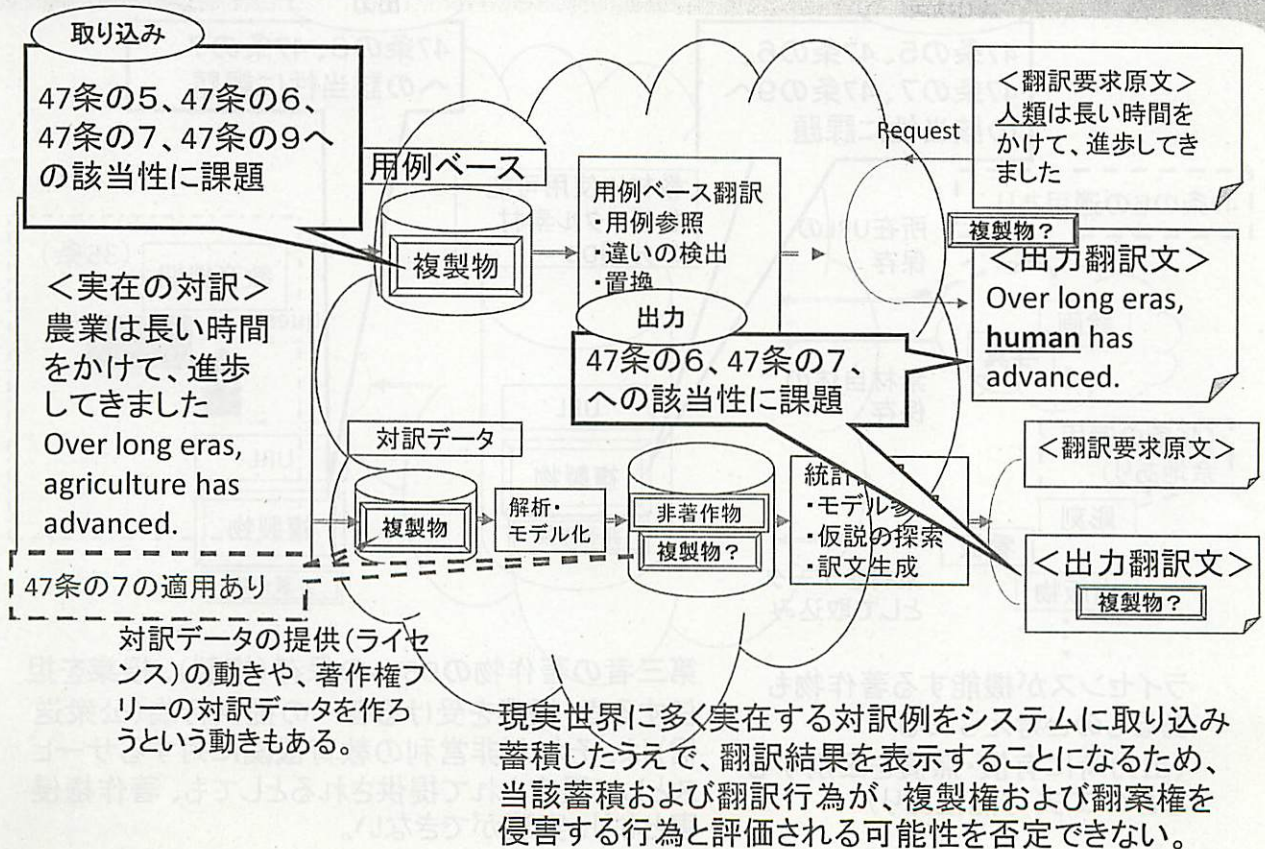 取り込み
47条の5、47条の6、
47条の7、47条の9へ
の該当性に課題
用例ベース
複製物
用例ベース翻訳
・用例参照
・違いの検出
・置換
Request
<翻訳要求原文>
人類は長い時間を
かけて、進歩してき
ました
複製物?
<出力翻訳文>
Over long eras,
human has
advanced.
出力
47条の6、47条の7、
への該当性に課題
<実在の対訳>
農業は長い時間
をかけて、進歩
してきました
Over long eras,
agriculture has
advanced.
対訳データ
複製物
解析・
モデル化
非著作物
複製物?
・モデル参
・仮説の探索
・訳文生成
<翻訳要求原文>
<出力翻訳文>
複製物?
47条の7の適用あり
対訳データの提供(ライセ
ンス)の動きや、著作権フ
リーの対訳データを作ろ
うという動きもある。
現実世界に多く実在する対訳例をシステムに取り込み
蓄積したうえで、翻訳結果を表示することになるため、
当該蓄積および翻訳行為が、複製権および翻案権を
侵害する行為と評価される可能性を否定できない。